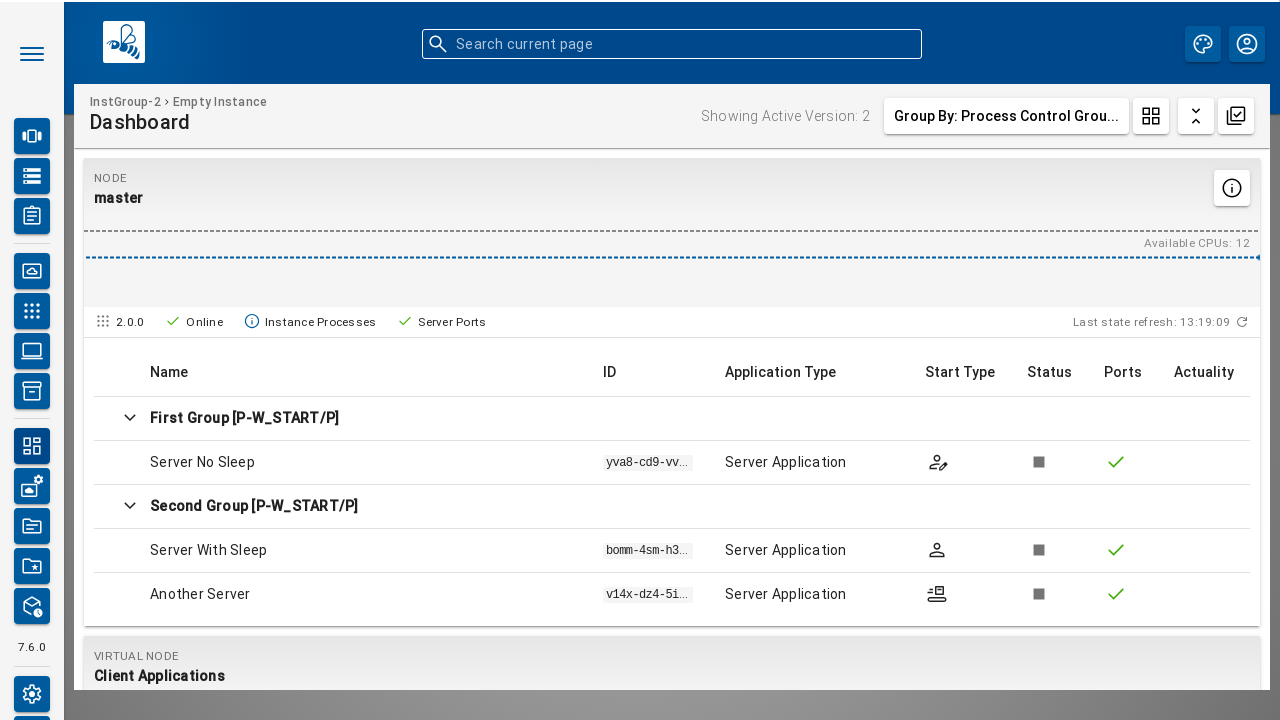 Search current page
InstGroup-2 › Empty Instance
Dashboard
Showing Active Version: 2
Group By: Process Control Grou...
NODE
master
Available CPUs: 12
2.0.0 Online Instance Processes Server Ports
Last state refresh: 13:19:09
Name ID Application Type Start Type Status Ports Actuality
First Group [P-W_START/P]
Server No Sleep yva8-cd9-vv... Server Application
Second Group [P-W_START/P]
Server With Sleep bomm-4sm-h3... Server Application
Another Server v14x-dz4-5i... Server Application
7.6.0
VIRTUAL NODE
Client Applications